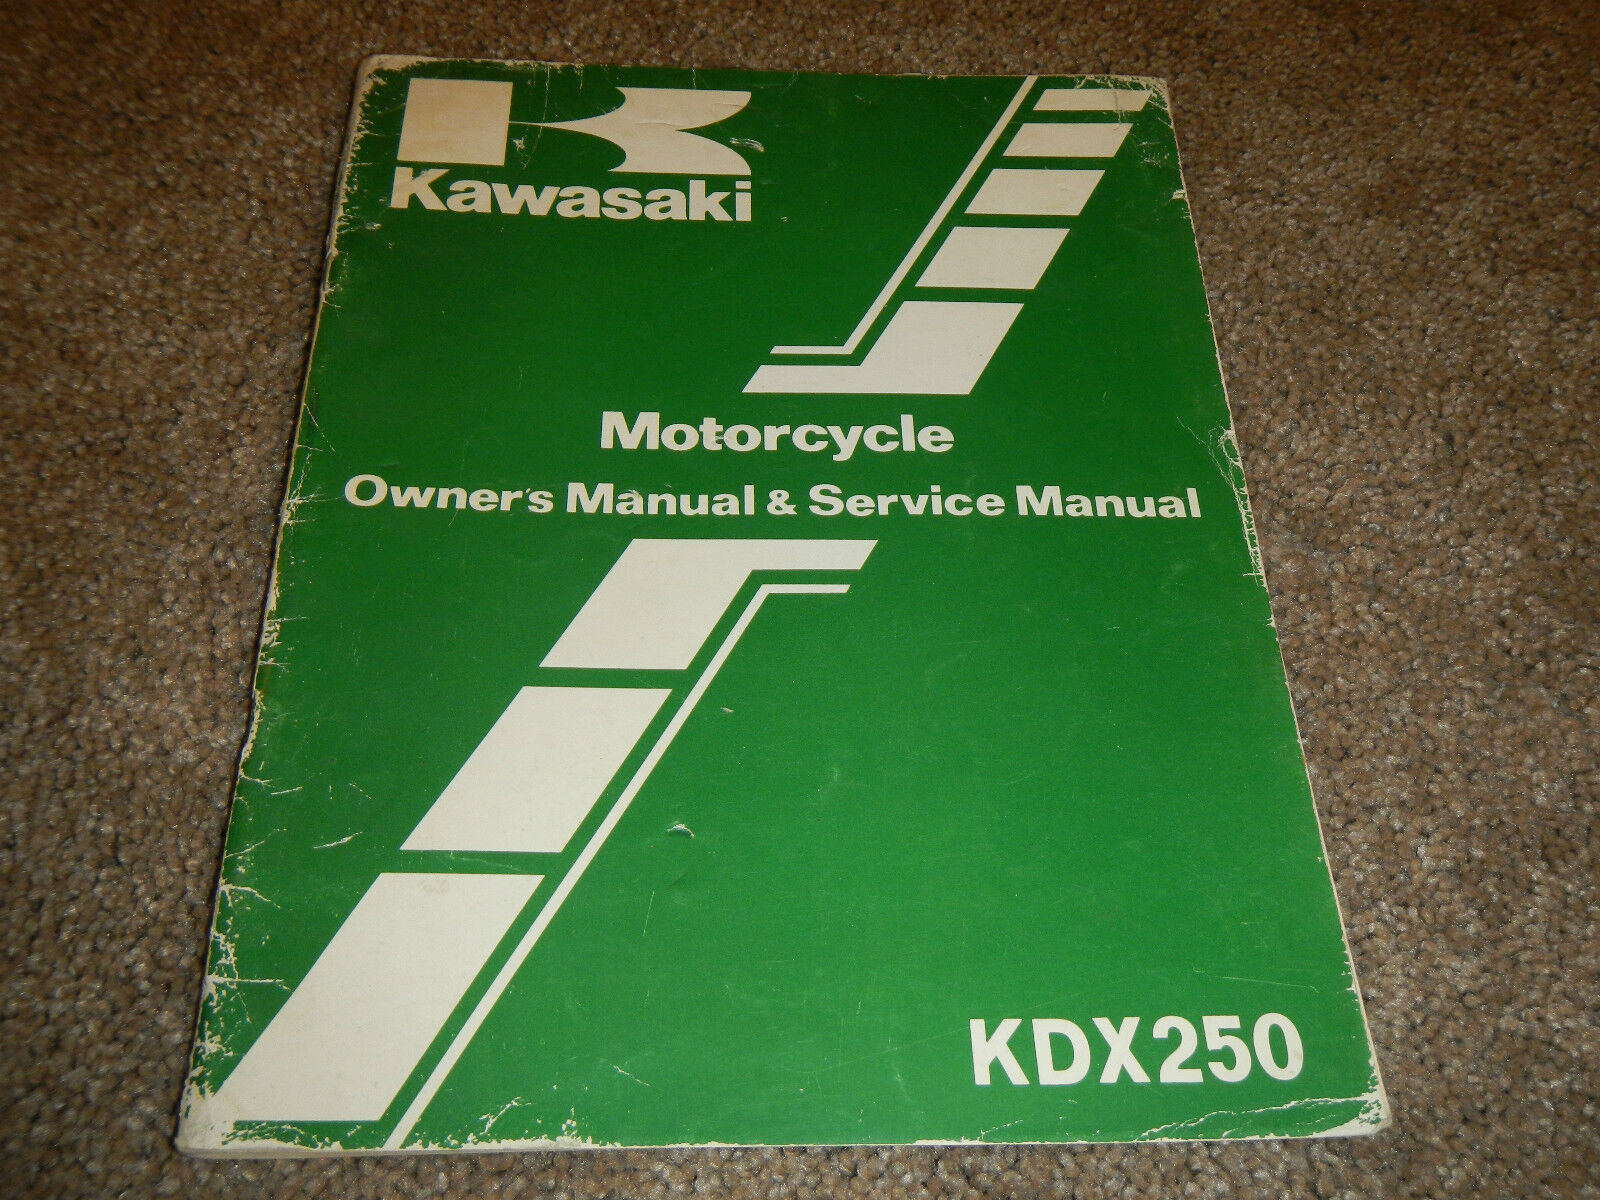 Kawasaki
Motorcycle
Owner's Manual & Service Manual
KDX250